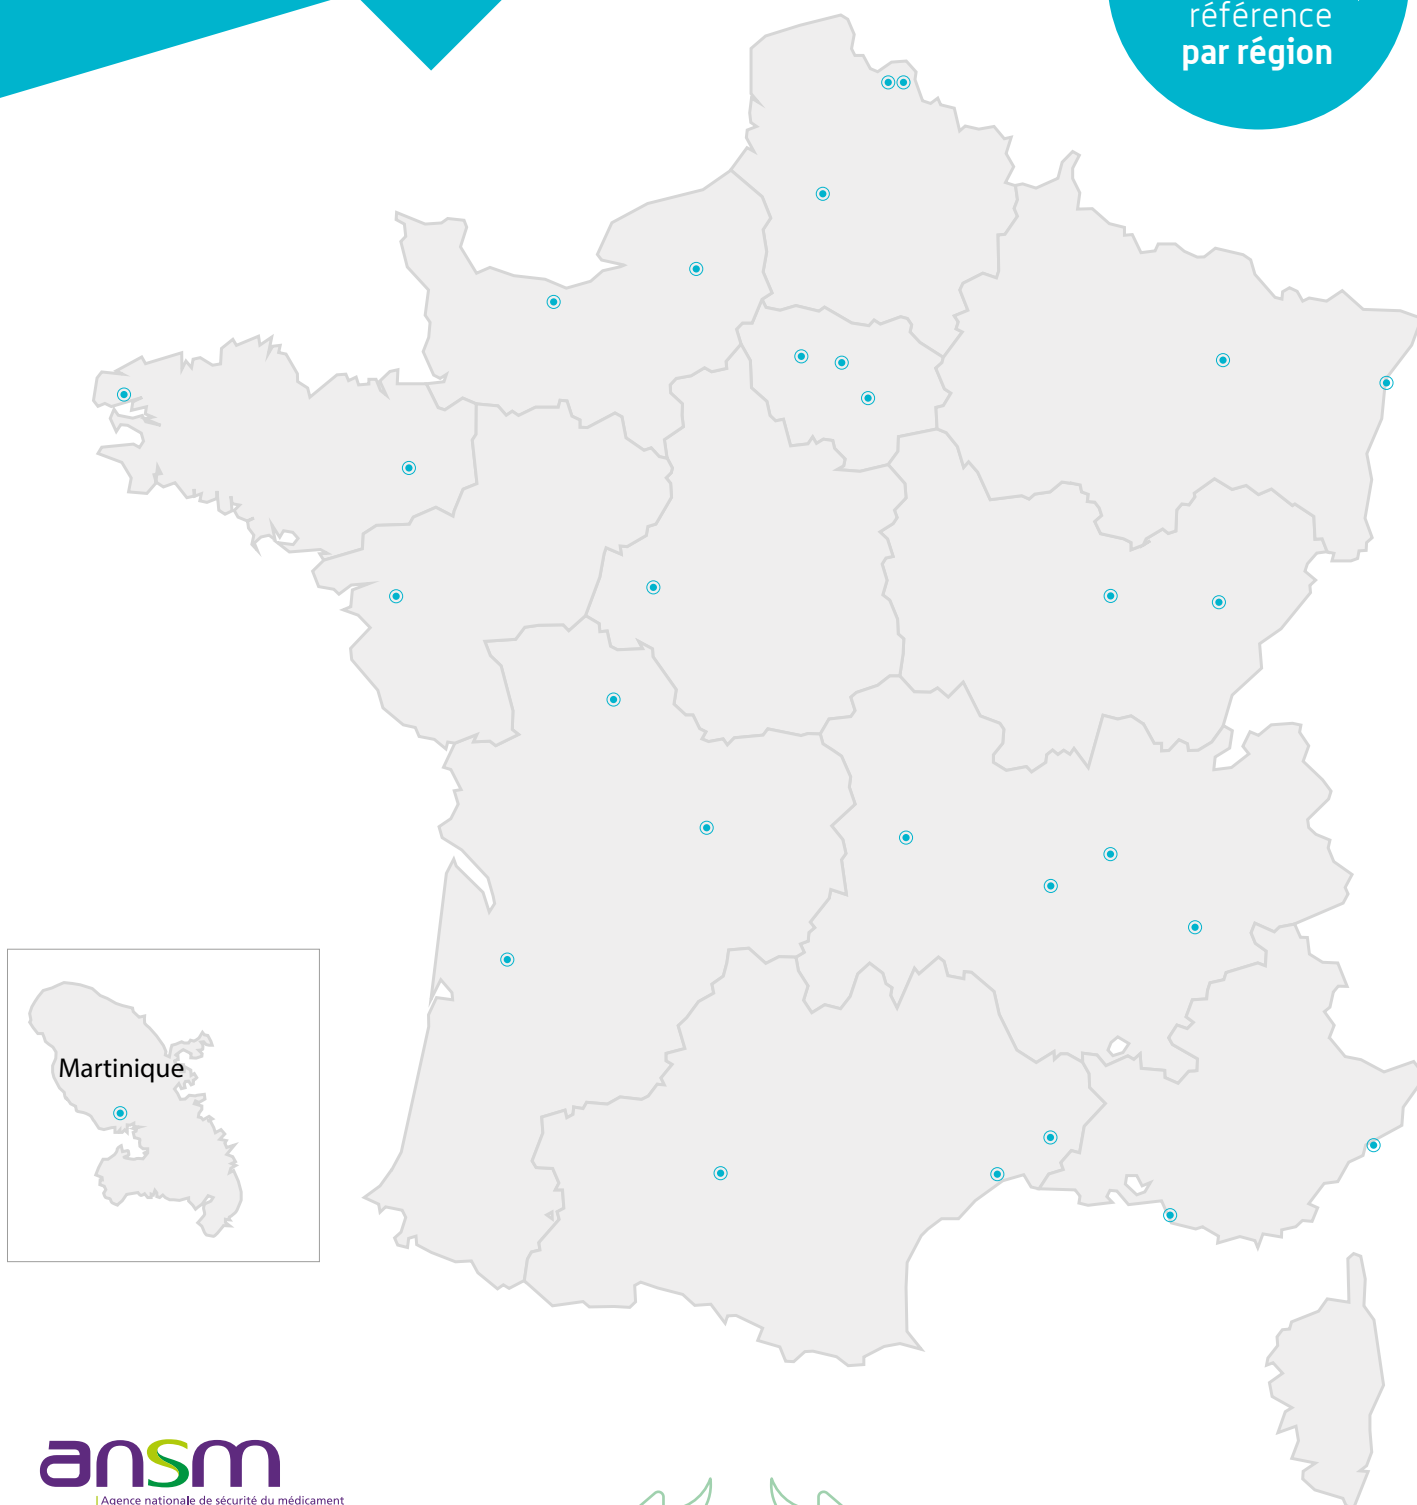 référence
par région
Martinique
ansm
Agence nationale de sécurité du médicament